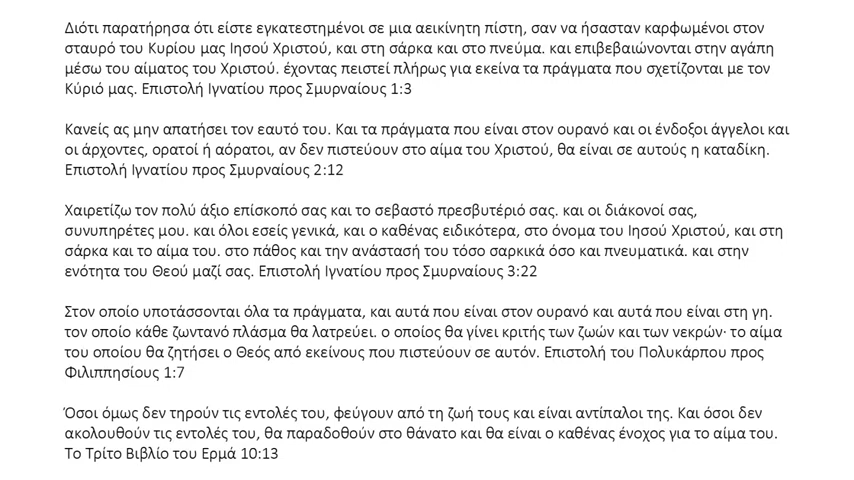 Διότι παρατήρησα ότι είστε εγκατεστημένοι σε μια αεικίνητη πίστη, σαν να ήσασταν καρφωμένοι στον
σταυρό του Κυρίου μας Ιησού Χριστού, και στη σάρκα και στο πνεύμα. και επιβεβαιώνονται στην αγάπη
μέσω του αίματος του Χριστού. έχοντας πειστεί πλήρως για εκείνα τα πράγματα που σχετίζονται με τον
Κύριό μας. Επιστολή Ιγνατίου προς Σμυρναίους 1:3
Κανείς ας μην απατήσει τον εαυτό του. Και τα πράγματα που είναι στον ουρανό και οι ένδοξοι άγγελοι και
οι άρχοντες, ορατοί ή αόρατοι, αν δεν πιστεύουν στο αίμα του Χριστού, θα είναι σε αυτούς η καταδίκη.
Επιστολή Ιγνατίου προς Σμυρναίους 2:12
Χαιρετίζω τον πολύ άξιο επίσκοπό σας και το σεβαστό πρεσβυτέριό σας. και οι διάκονοί σας,
συνυπηρέτες μου. και όλοι εσείς γενικά, και ο καθένας ειδικότερα, στο όνομα του Ιησού Χριστού, και στη
σάρκα και το αίμα του. στο πάθος και την ανάστασή του τόσο σαρκικά όσο και πνευματικά. και στην
ενότητα του Θεού μαζί σας. Επιστολή Ιγνατίου προς Σμυρναίους 3:22
Στον οποίο υποτάσσονται όλα τα πράγματα, και αυτά που είναι στον ουρανό και αυτά που είναι στη γη.
τον οποίο κάθε ζωντανό πλάσμα θα λατρεύει. ο οποίος θα γίνει κριτής των ζωών και των νεκρών· το αίμα
του οποίου θα ζητήσει ο Θεός από εκείνους που πιστεύουν σε αυτόν. Επιστολή του Πολυκάρπου προς
Φιλιππησίους 1:7
Όσοι όμως δεν τηρούν τις εντολές του, φεύγουν από τη ζωή τους και είναι αντίπαλοι της. Και όσοι δεν
ακολουθούν τις εντολές του, θα παραδοθούν στο θάνατο και θα είναι ο καθένας ένοχος για το αίμα του.
Το Τρίτο Βιβλίο του Ερμά 10:13